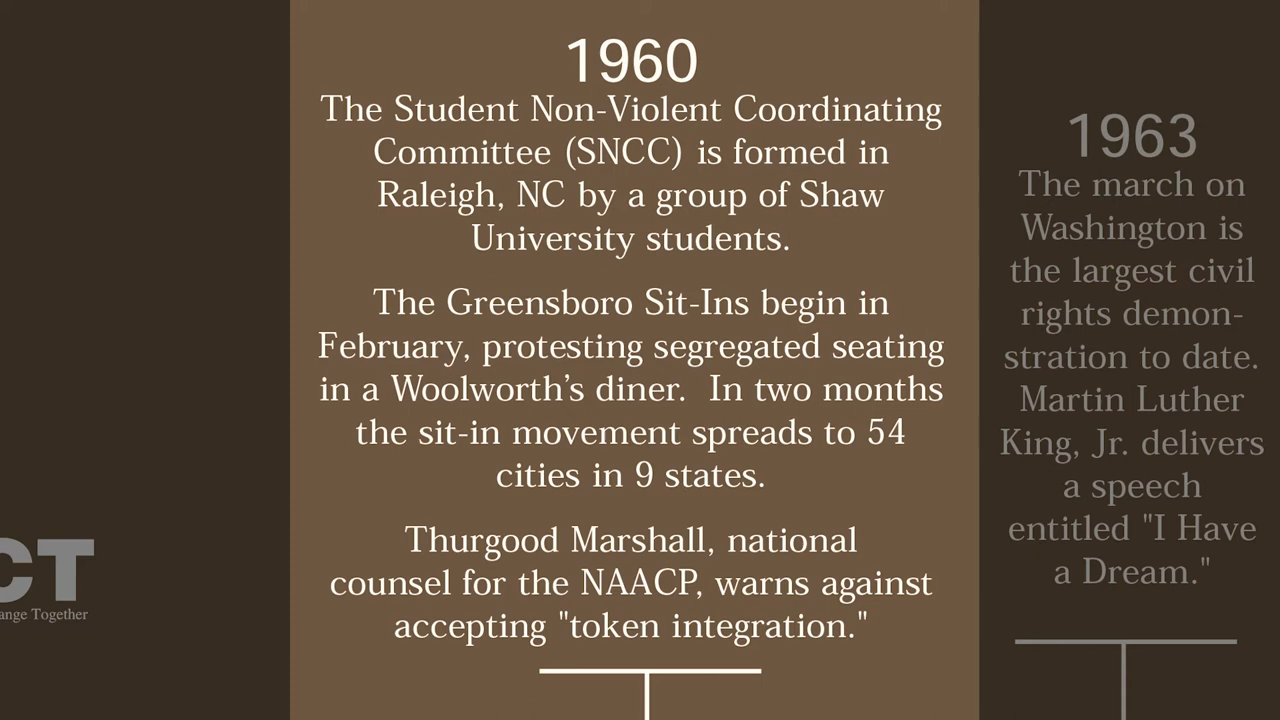 1960
The Student Non-Violent Coordinating
Committee (SNCC) is formed in
Raleigh, NC by a group of Shaw
University students.
The Greensboro Sit-Ins begin in
February, protesting segregated seating
in a Woolworth’s diner.  In two months
the sit-in movement spreads to 54
cities in 9 states.
Thurgood Marshall, national
counsel for the NAACP, warns against
accepting "token integration."
1963
The march on
Washington is
the largest civil
rights demon-
stration to date.
Martin Luther
King, Jr. delivers
a speech
entitled "I Have
a Dream."
CT
ange Together